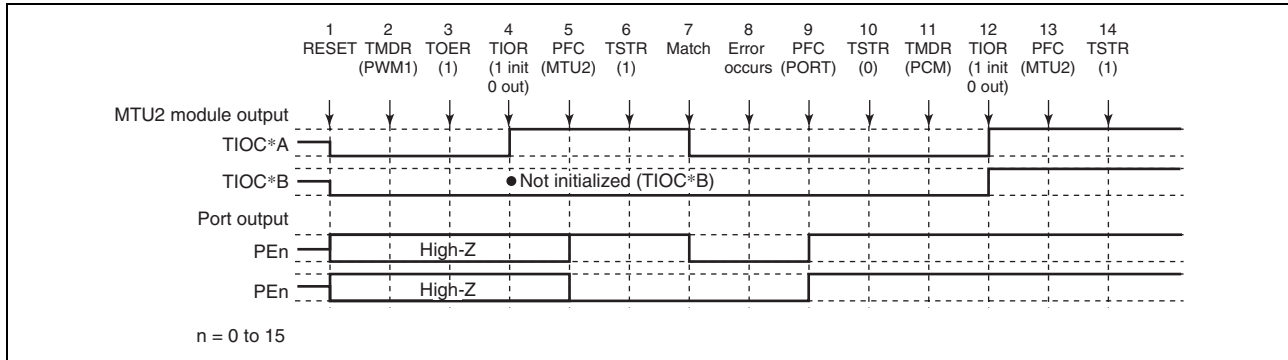 1 2 3 4 5 6 7 8 9 10 11 12 13 14
RESET TMDR TOER TIOR PFC TSTR Match Error PFC TSTR TMDR TIOR PFC TSTR
(PWM1) (1) (1 init (MTU2) (1) occurs (PORT) (0) (PCM) (1 init (MTU2) (1)
0 out) 0 out)
MTU2 module output
TIOC*A
TIOC*B ● Not initialized (TIOC*B)
Port output
PEn High-Z
PEn High-Z
n = 0 to 15